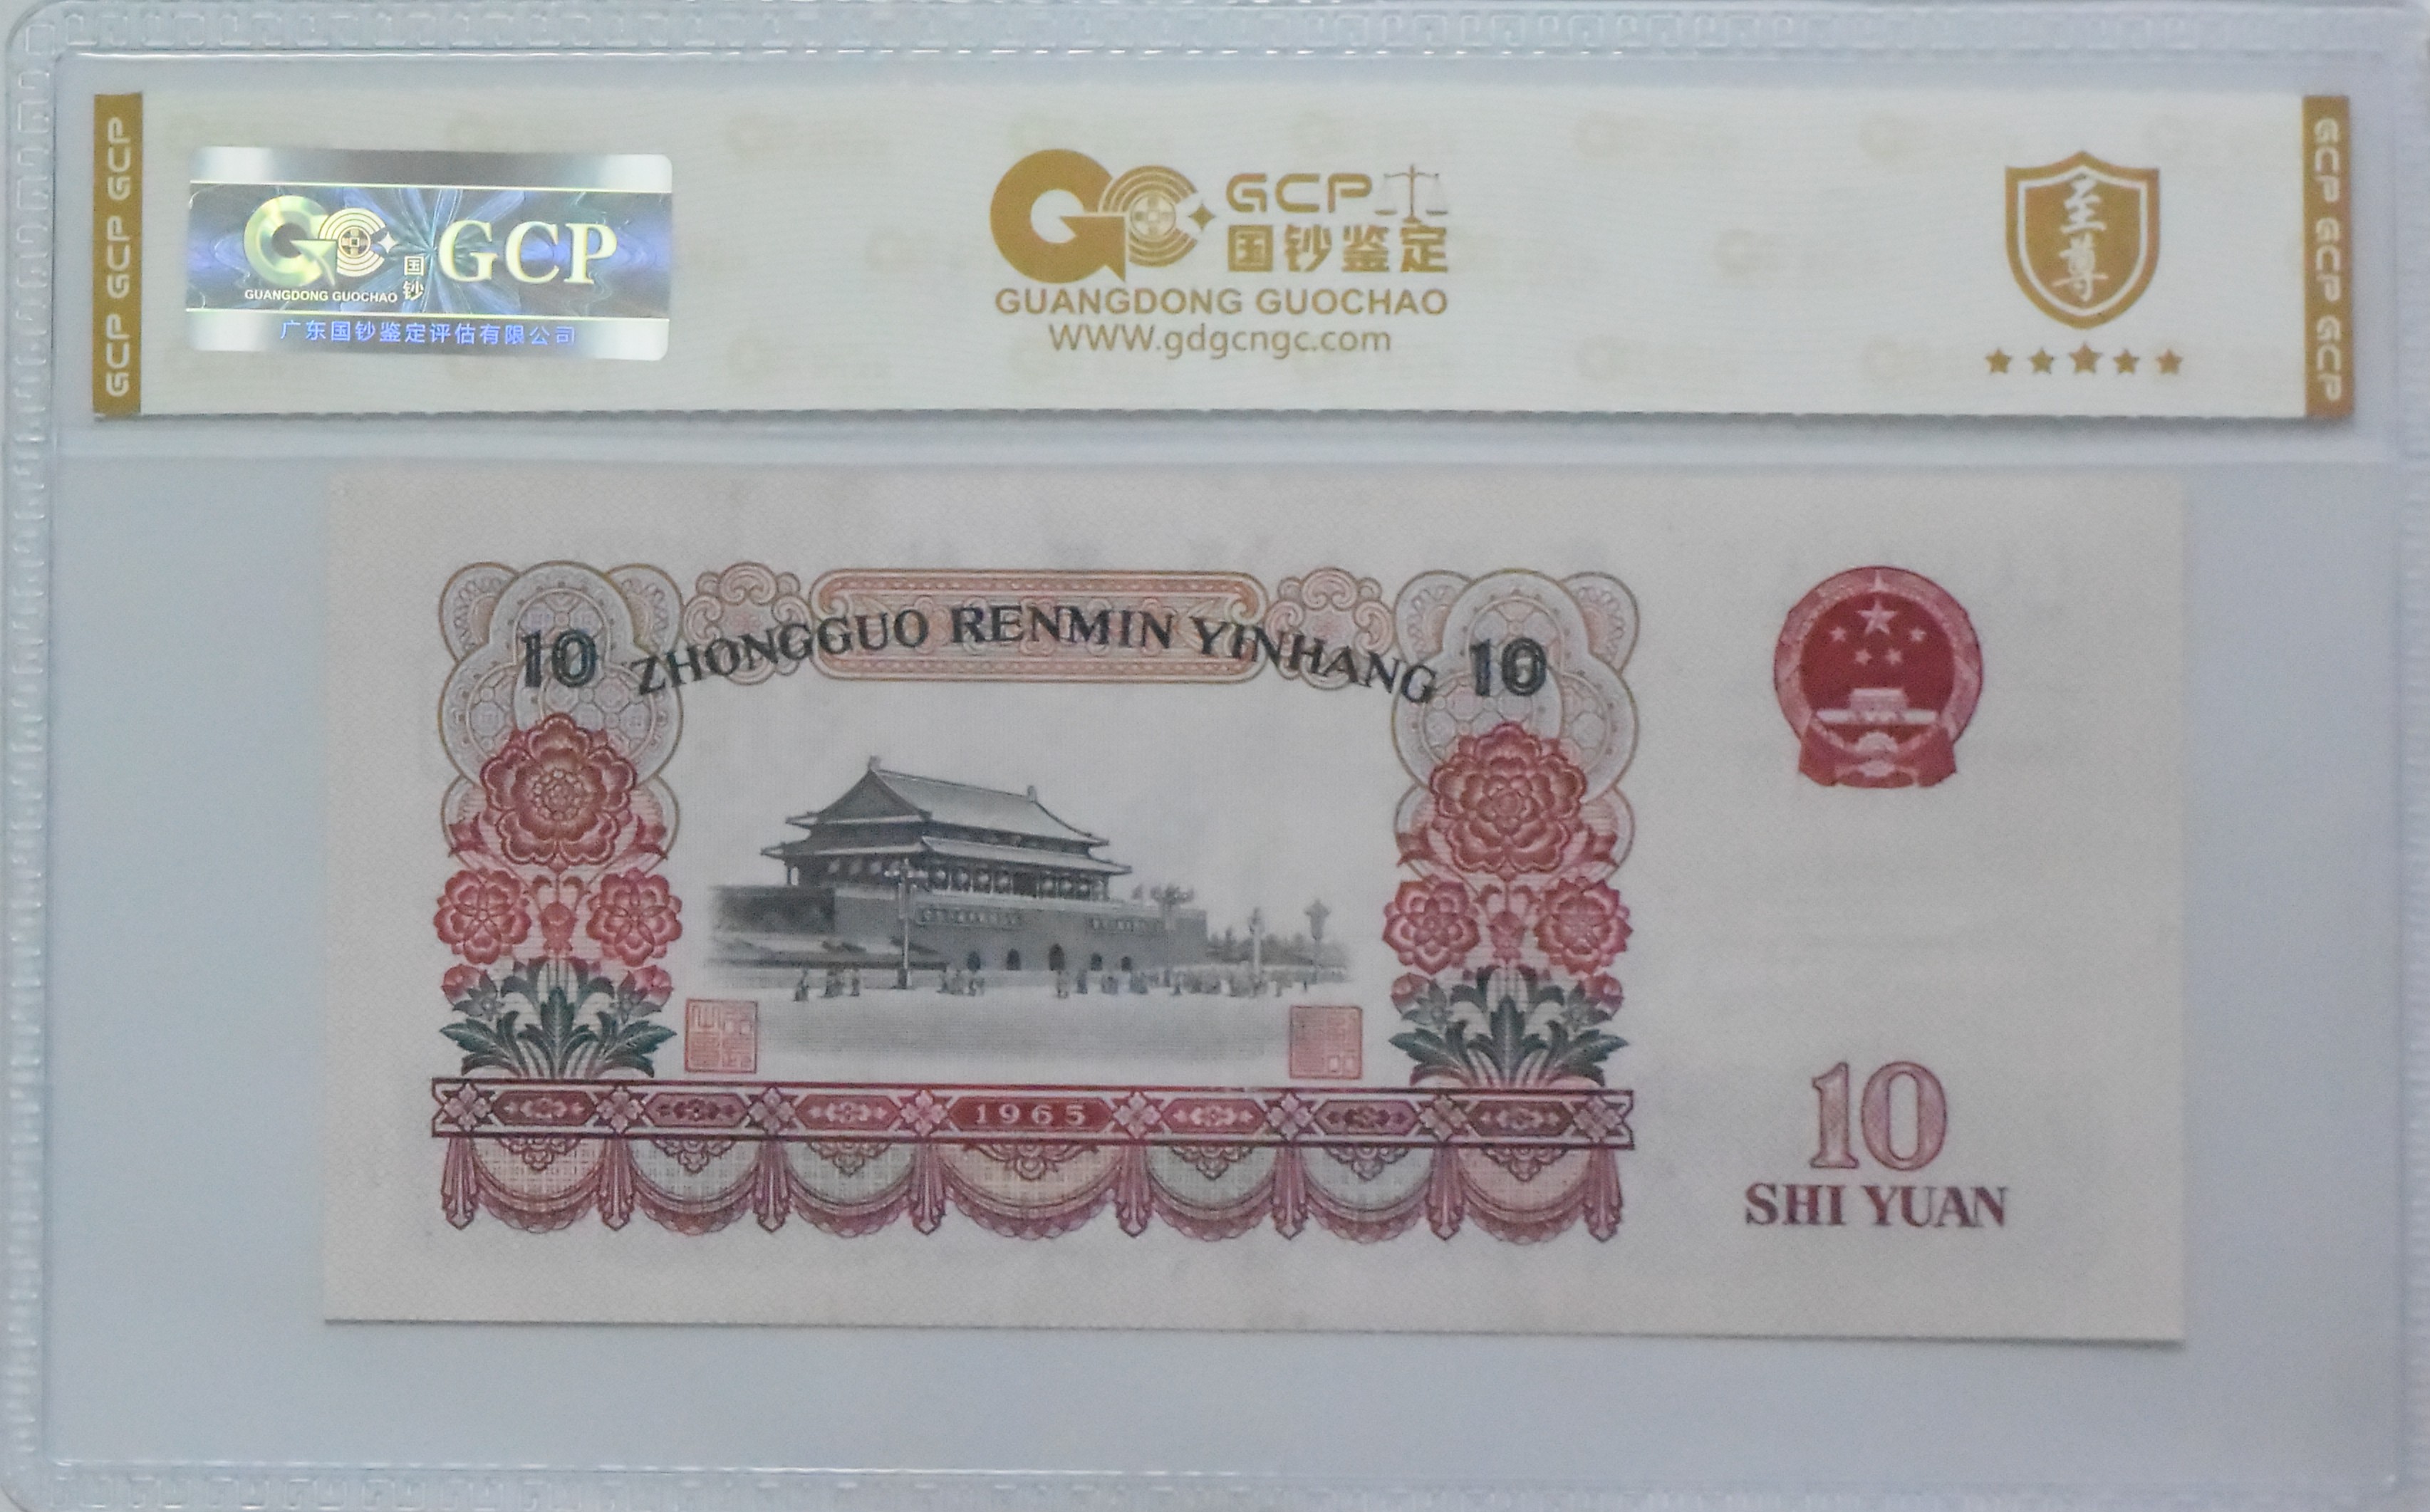 GCP GCP GCP
GUANGDONG GUOCHAO
国钞
GCP
广东国钞鉴定评估有限公司
GCP
国钞鉴定
GUANGDONG GUOCHAO
WWW.gdgcngc.com
至尊
GCP GCP GCP
10 ZHONGGUO RENMIN YINHANG 10
1965
10
SHI YUAN